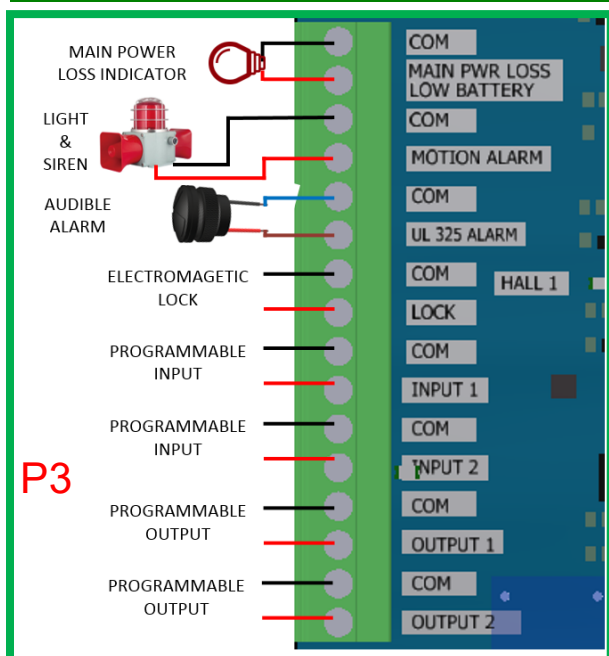 MAIN POWER
LOSS INDICATOR
COM
MAIN PWR LOSS
LOW BATTERY
LIGHT
&
SIREN
COM
MOTION ALARM
AUDIBLE
ALARM
COM
UL 325 ALARM
ELECTROMAGETIC
LOCK
COM
HALL 1
LOCK
PROGRAMMABLE
INPUT
COM
INPUT 1
PROGRAMMABLE
INPUT
COM
INPUT 2
P3
PROGRAMMABLE
OUTPUT
COM
OUTPUT 1
PROGRAMMABLE
OUTPUT
COM
OUTPUT 2